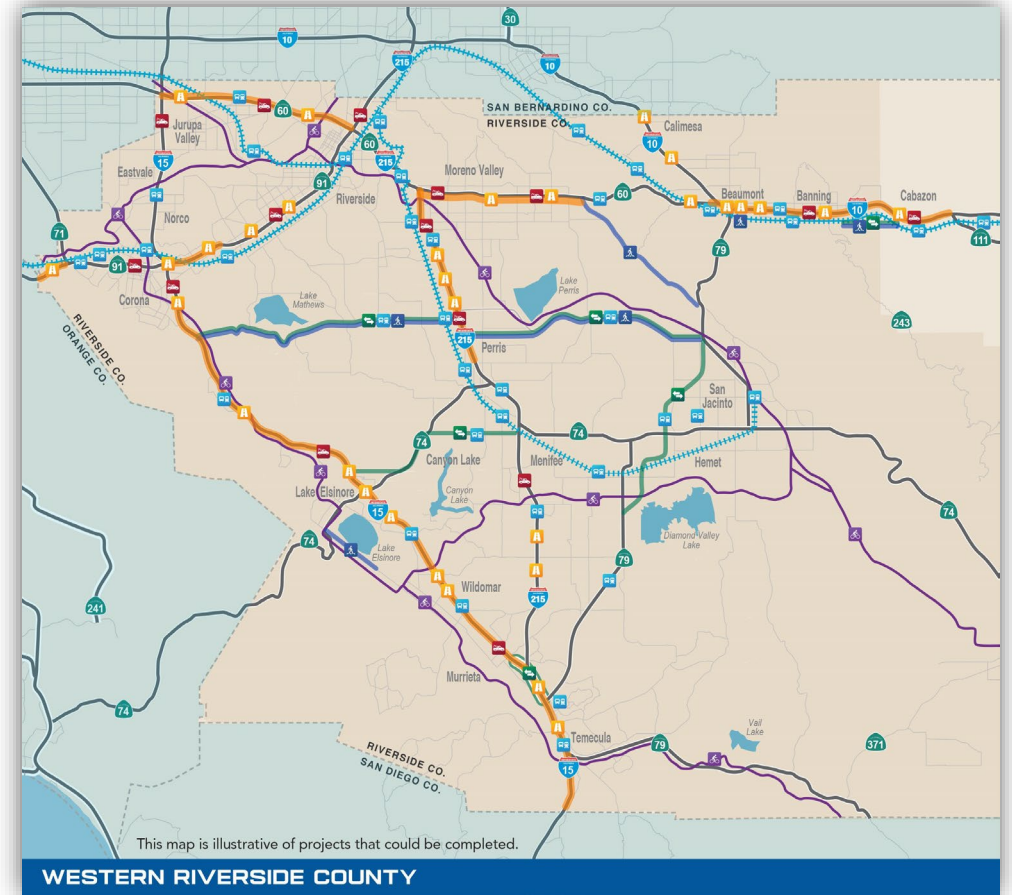 30
10
215
10
SAN BERNARDINO CO.
RIVERSIDE CO.
Calimesa
60
Jurupa
Valley
60
10
15
215
Moreno Valley
Eastvale
91
Riverside
60
Beaumont
Banning
Cabazon
10
Norco
71
79
111
91
Corona
Lake
Mathews
Lake
Perris
243
RIVERSIDE CO.
ORANGE CO.
215
Perris
San
Jacinto
74
74
Canyon Lake
Menifee
Hemet
Lake Elsinore
Canyon
Lake
15
74
74
Lake
Elsinore
Diamond Valley
Lake
79
Wildomar
241
215
Murrieta
74
Temecula
79
Vail
Lake
371
15
RIVERSIDE CO.
SAN DIEGO CO.
This map is illustrative of projects that could be completed.
WESTERN RIVERSIDE COUNTY